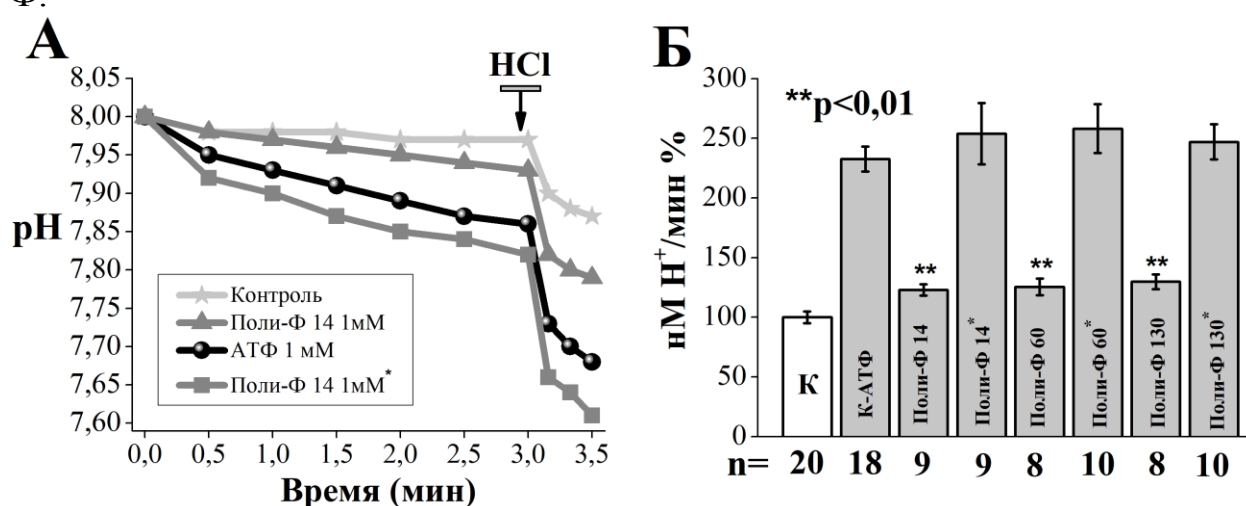 Ф.
А
HCl
8,05
8,00
7,95
7,90
7,85
7,80
7,75
7,70
7,65
7,60
pH
Контроль
Поли-Ф 14 1мМ
АТФ 1 мМ
Поли-Ф 14 1мМ*
0,0 0,5 1,0 1,5 2,0 2,5 3,0 3,5
Время (мин)
Б
**p<0,01
нМ H⁺/мин %
300
250
200
150
100
50
0
** ** **
К
К-АТФ
Поли-Ф 14
Поли-Ф 14*
Поли-Ф 60
Поли-Ф 60*
Поли-Ф 130
Поли-Ф 130*
n= 20 18 9 9 8 10 8 10